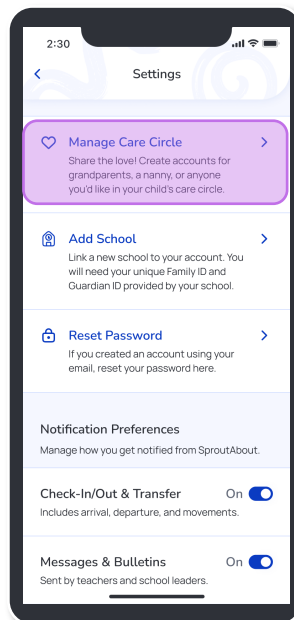 2:30
Settings
Manage Care Circle
Share the love! Create accounts for
grandparents, a nanny, or anyone
you'd like in your child's care circle.
Add School
Link a new school to your account. You
will need your unique Family ID and
Guardian ID provided by your school.
Reset Password
If you created an account using your
email, reset your password here.
Notification Preferences
Manage how you get notified from SproutAbout.
Check-In/Out & Transfer On
Includes arrival, departure, and movements.
Messages & Bulletins On
Sent by teachers and school leaders.